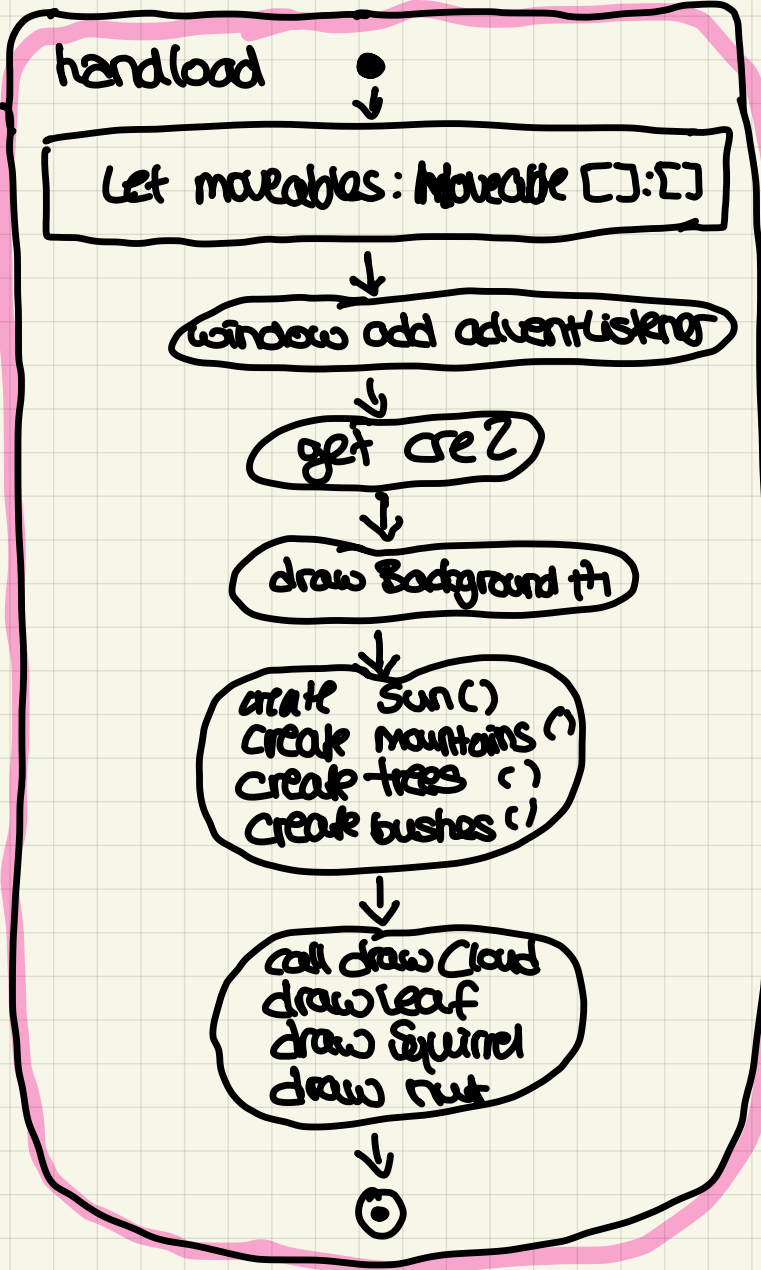 handload
Let moveables: Moveable []:[]
window add adventListener
get cre2
draw Background
create Sun()
create mountains ()
create trees ()
create bushes ()
call draw Cloud
draw Leaf
draw Squirrel
draw nut